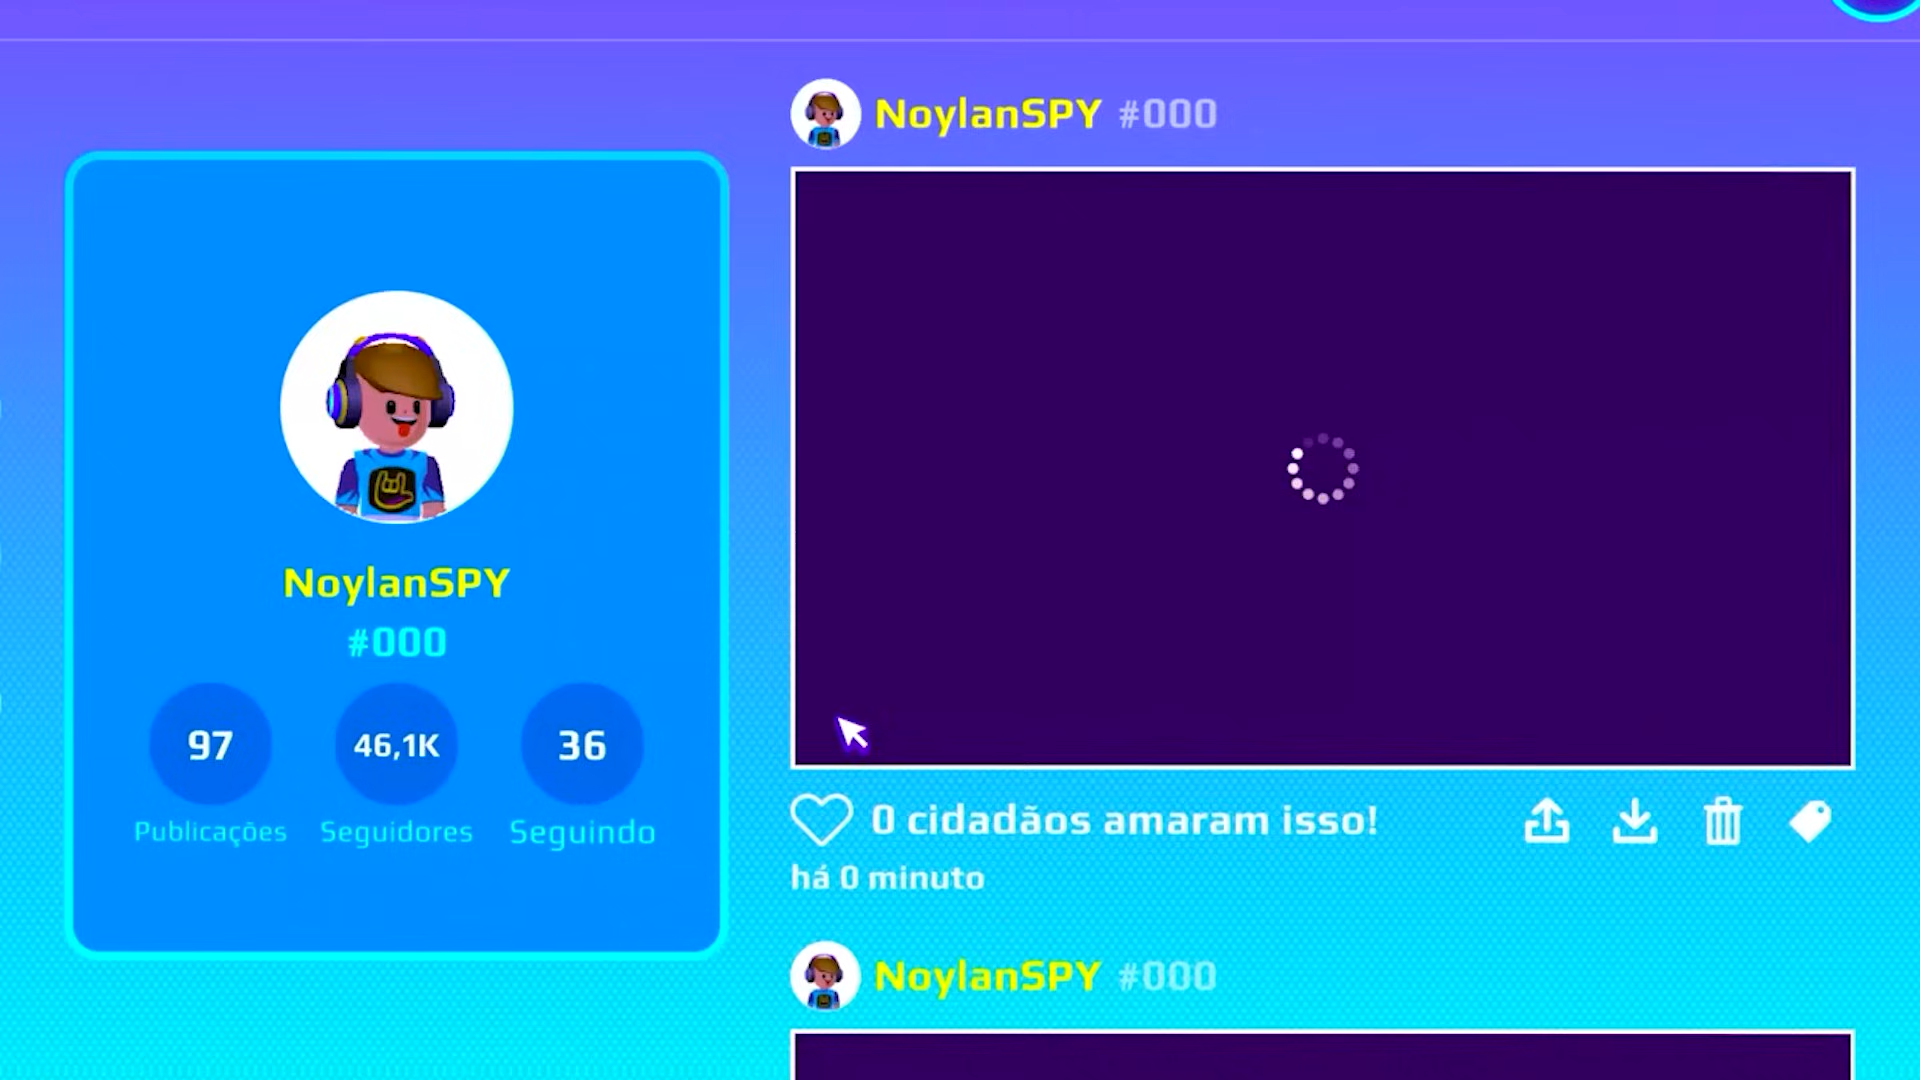 NoylanSPY #000
NoylanSPY
#000
97 46,1K 36
Publicações Seguidores Seguindo
0 cidadãos amaram isso!
há 0 minuto
NoylanSPY #000